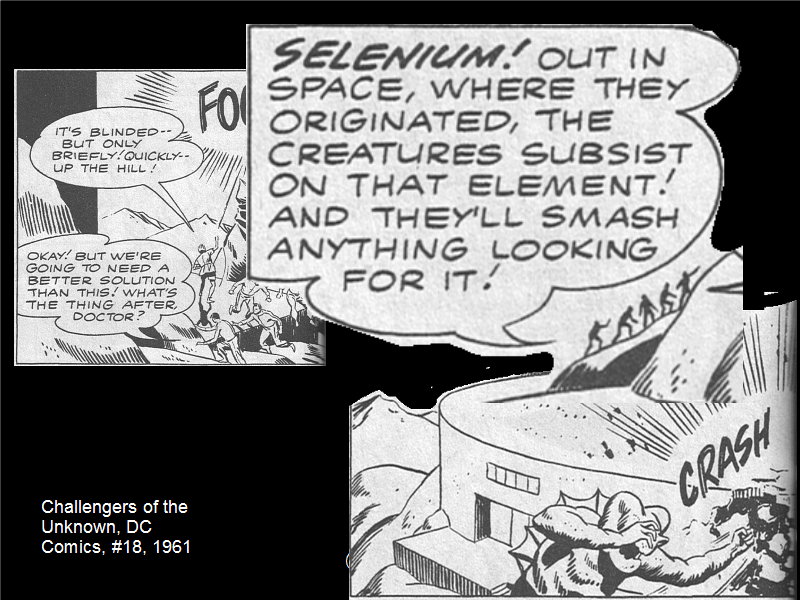 FOO
IT'S BLINDED--
BUT ONLY
BRIEFLY! QUICKLY--
UP THE HILL!
OKAY! BUT WE'RE
GOING TO NEED A
BETTER SOLUTION
THAN THIS! WHAT'S
THE THING AFTER,
DOCTOR?
SELENIUM! OUT IN
SPACE, WHERE THEY
ORIGINATED, THE
CREATURES SUBSIST
ON THAT ELEMENT!
AND THEY'LL SMASH
ANYTHING LOOKING
FOR IT!
CRASH
Challengers of the
Unknown, DC
Comics, #18, 1961